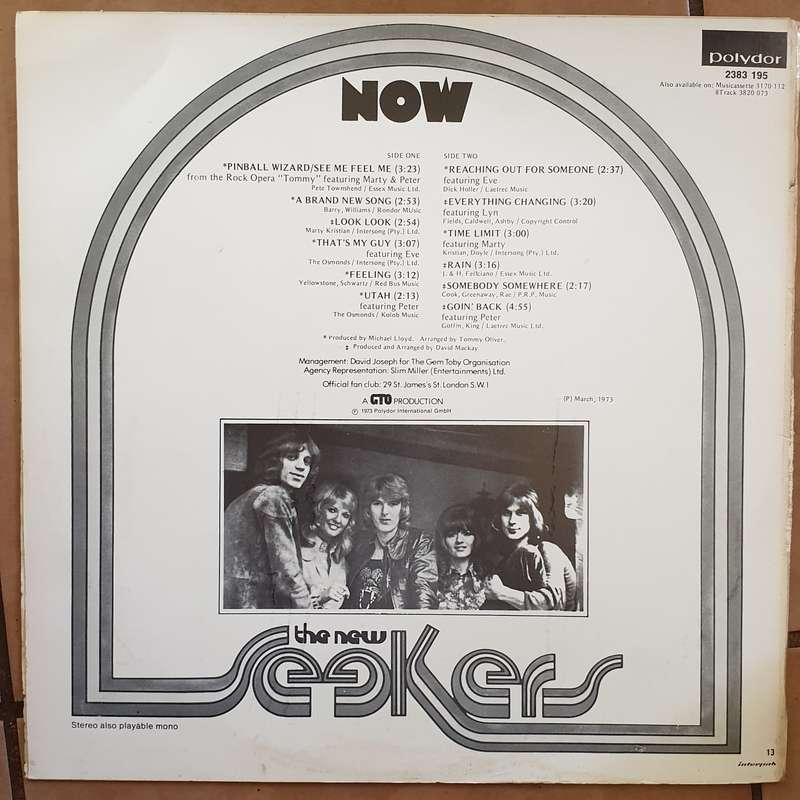 NOW
polydor
2383 195
Also available on: Musicassette 3170 112
8Track 3820 073
SIDE ONE
*PINBALL WIZARD/SEE ME FEEL ME (3:23)
from the Rock Opera "Tommy" featuring Marty & Peter
Pete Townshend / Essex Music Ltd.
*A BRAND NEW SONG (2:53)
Barry, Williams / Rondor MUsic
‡LOOK LOOK (2:54)
Marty Kristian / Intersong (Pty.) Ltd.
*THAT'S MY GUY (3:07)
featuring Eve
The Osmonds / Intersong (Pty.) Ltd.
*FEELING (3:12)
Yellowstone, Schwartz / Red Bus Music
*UTAH (2:13)
featuring Peter
The Osmonds / Kolob Music
SIDE TWO
*REACHING OUT FOR SOMEONE (2:37)
featuring Eve
Dick Holler / Laetrec Music
‡EVERYTHING CHANGING (3:20)
featuring Lyn
Fields, Caldwell, Ashby / Copyright Control
*TIME LIMIT (3:00)
featuring Marty
Kristian, Doyle / Intersong (Pty.) Ltd.
‡RAIN (3:16)
J. & H. Feliciano / Essex Music Ltd.
‡SOMEBODY SOMEWHERE (2:17)
Cook, Greenaway, Rae / P.R.P. Music
‡GOIN' BACK (4:55)
featuring Peter
Goffin, King / Laetrec Music Ltd.
* Produced by Michael Lloyd. Arranged by Tommy Oliver.
‡ Produced and Arranged by David Mackay
Management: David Joseph for The Gem Toby Organisation
Agency Representation: Slim Miller (Entertainments) Ltd.
Official fan club: 29 St. James's St. London S.W.1
A GTO PRODUCTION
℗ 1973 Polydor International GmbH
(P) March, 1973
the new
Seekers
Stereo also playable mono
13
interpak